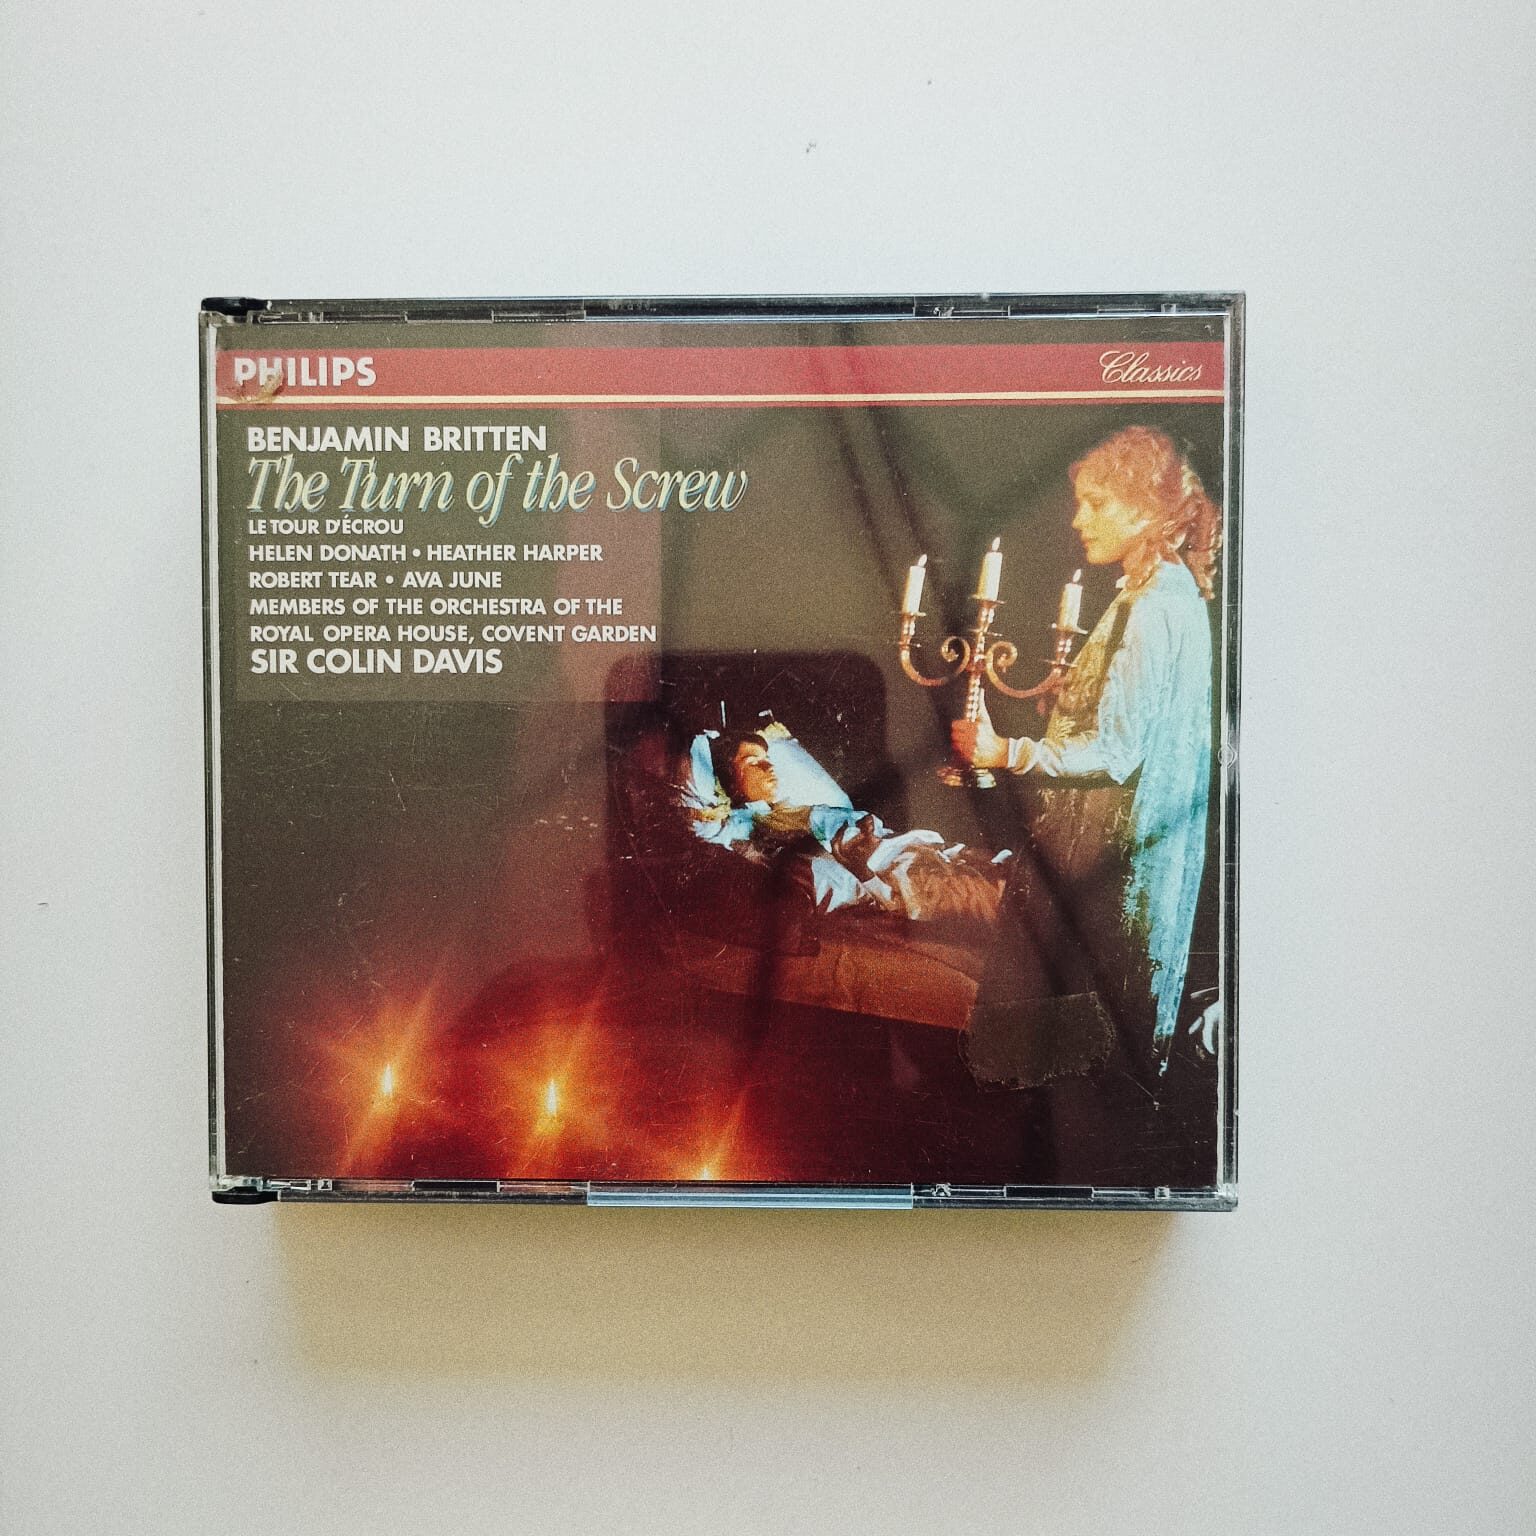 PHILIPS Classics
BENJAMIN BRITTEN
The Turn of the Screw
LE TOUR D'ÉCROU
HELEN DONATH • HEATHER HARPER
ROBERT TEAR • AVA JUNE
MEMBERS OF THE ORCHESTRA OF THE
ROYAL OPERA HOUSE, COVENT GARDEN
SIR COLIN DAVIS